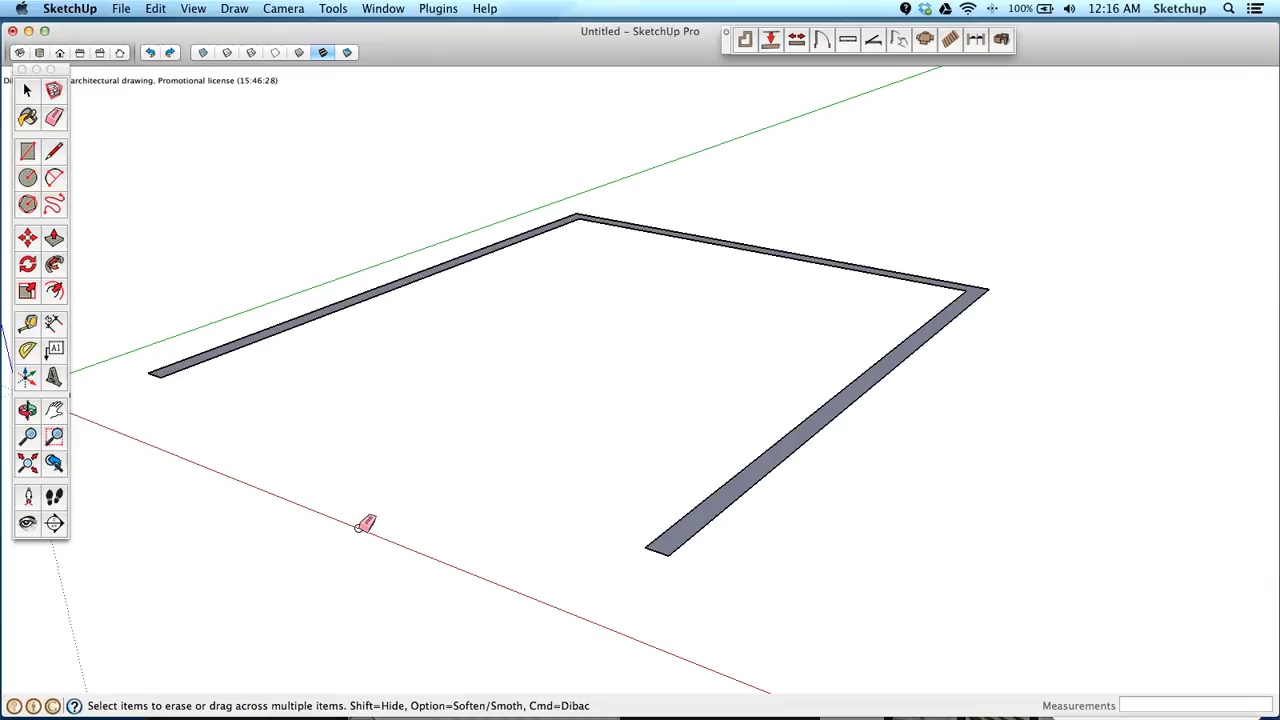 SketchUp File Edit View Draw Camera Tools Window Plugins Help 100% 12:16 AM Sketchup
Untitled - SketchUp Pro
architectural drawing. Promotional license (15:46:28)
A1
Select items to erase or drag across multiple items. Shift=Hide, Option=Soften/Smoth, Cmd=Dibac
Measurements